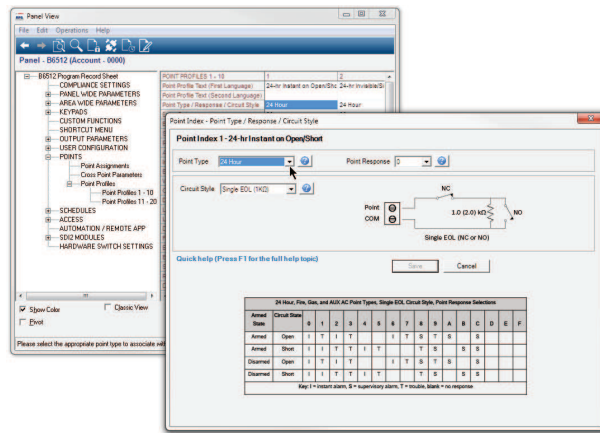 Panel View
File Edit Operations Help
Panel - B6512 (Account - 0000)
B6512 Program Record Sheet
COMPLIANCE SETTINGS
PANEL WIDE PARAMETERS
AREA WIDE PARAMETERS
KEYPADS
CUSTOM FUNCTIONS
SHORTCUT MENU
OUTPUT PARAMETERS
USER CONFIGURATION
POINTS
Point Assignments
Cross Point Parameters
Point Profiles
Point Profiles 1 - 10
Point Profiles 11 - 20
SCHEDULES
ACCESS
AUTOMATION / REMOTE APP
SDI2 MODULES
HARDWARE SWITCH SETTINGS
POINT PROFILES 1 - 10 1 2
Point Profile Text (First Language) 24-hr Instant on Open/Sho 24-hr Invisible/Si
Point Profile Text (Second Language)
Point Type / Response / Circuit Style 24 Hour 24 Hour
Show Color
Classic View
Pivot
Please select the appropriate point type to associate wit
Point Index - Point Type / Response / Circuit Style
Point Index 1 - 24-hr Instant on Open/Short
Point Type 24 Hour Point Response 0
Circuit Style Single EOL (1KΩ)
NC
Point
COM
1.0 (2.0) kΩ
NO
Single EOL (NC or NO)
Quick help (Press F1 for the full help topic)
Save Cancel
24 Hour, Fire, Gas, and AUX AC Point Types, Single EOL Circuit Style, Point Response Selections
Armed State Circuit State 0 1 2 3 4 5 6 7 8 9 A B C D E F
Armed Open I T I T I T S T S S
Armed Short I I T T I T T S S S
Disarmed Open I T I T I T S T S S
Disarmed Short I I T T I T T S S S
Key: I = instant alarm, S = supervisory alarm, T = trouble, blank = no response